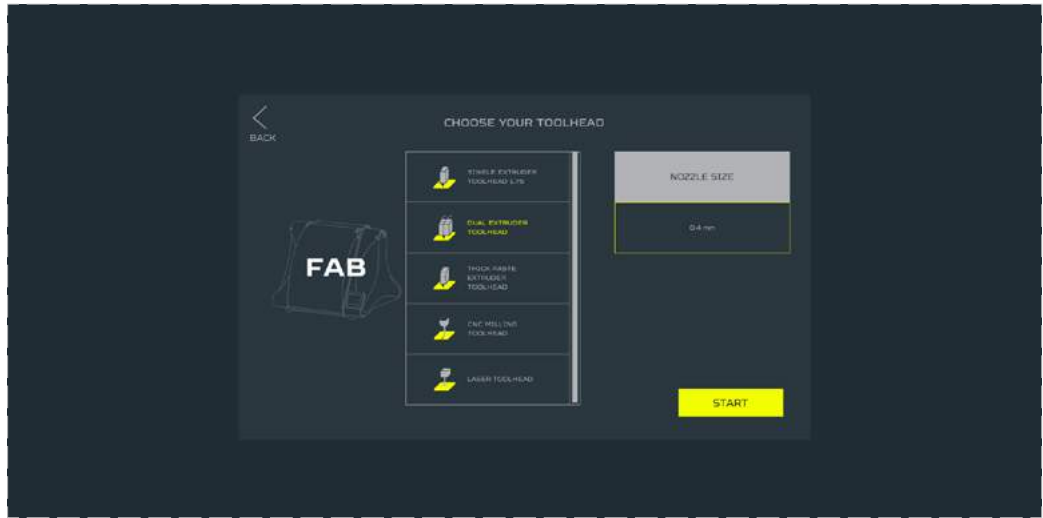 BACK
CHOOSE YOUR TOOLHEAD
FAB
SINGLE EXTRUDER
TOOLHEAD 1.75
DUAL EXTRUDER
TOOLHEAD
THICK PASTE
EXTRUDER
TOOLHEAD
CNC MILLING
TOOLHEAD
LASER TOOLHEAD
NOZZLE SIZE
0.4 mm
START